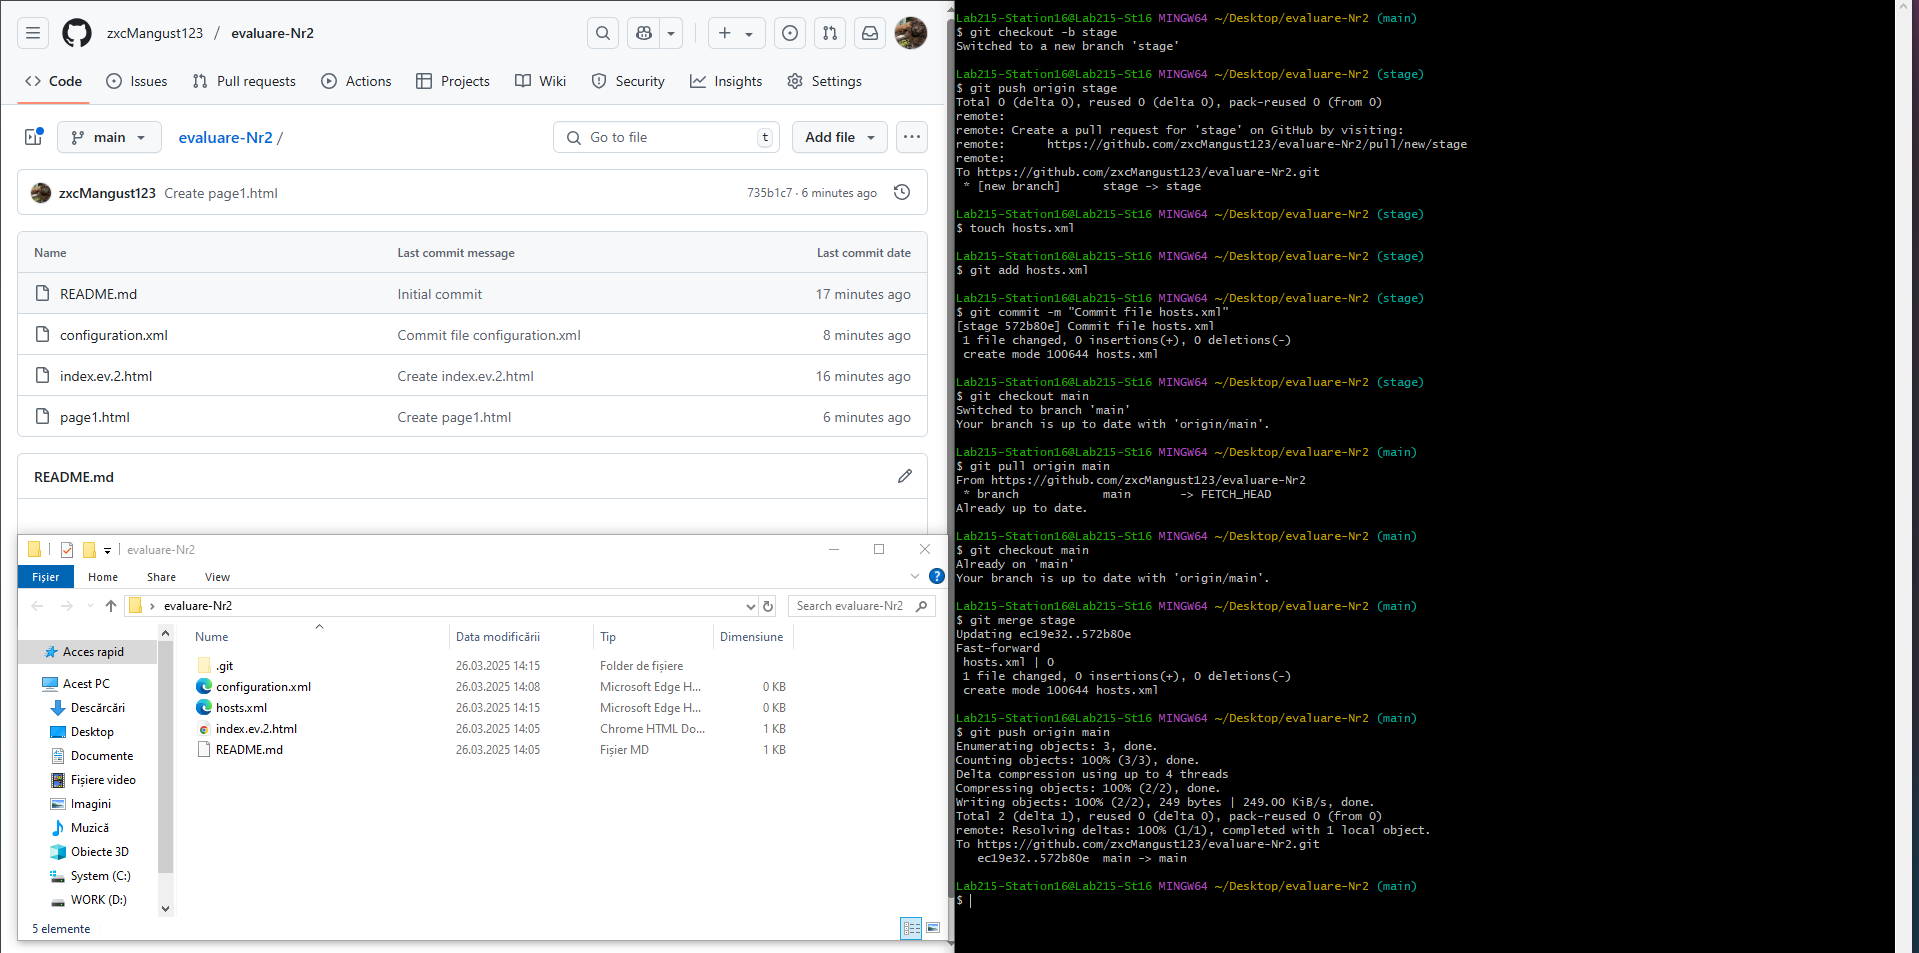 zxcMangust123 / evaluare-Nr2
Code Issues Pull requests Actions Projects Wiki Security Insights Settings
main evaluare-Nr2 / Go to file t Add file
zxcMangust123 Create page1.html 735b1c7 · 6 minutes ago
Name Last commit message Last commit date
README.md Initial commit 17 minutes ago
configuration.xml Commit file configuration.xml 8 minutes ago
index.ev.2.html Create index.ev.2.html 16 minutes ago
page1.html Create page1.html 6 minutes ago
README.md
evaluare-Nr2
Fișier Home Share View
evaluare-Nr2 Search evaluare-Nr2
Nume Data modificării Tip Dimensiune
.git 26.03.2025 14:15 Folder de fișiere
configuration.xml 26.03.2025 14:08 Microsoft Edge H... 0 KB
hosts.xml 26.03.2025 14:15 Microsoft Edge H... 0 KB
index.ev.2.html 26.03.2025 14:05 Chrome HTML Do... 1 KB
README.md 26.03.2025 14:05 Fișier MD 1 KB
Acces rapid
Acest PC
Descărcări
Desktop
Documente
Fișiere video
Imagini
Muzică
Obiecte 3D
System (C:)
WORK (D:)
5 elemente
Lab215-Station16@Lab215-St16 MINGW64 ~/Desktop/evaluare-Nr2 (main)
$ git checkout -b stage
Switched to a new branch 'stage'
Lab215-Station16@Lab215-St16 MINGW64 ~/Desktop/evaluare-Nr2 (stage)
$ git push origin stage
Total 0 (delta 0), reused 0 (delta 0), pack-reused 0 (from 0)
remote:
remote: Create a pull request for 'stage' on GitHub by visiting:
remote:      https://github.com/zxcMangust123/evaluare-Nr2/pull/new/stage
remote:
To https://github.com/zxcMangust123/evaluare-Nr2.git
* [new branch]      stage -> stage
Lab215-Station16@Lab215-St16 MINGW64 ~/Desktop/evaluare-Nr2 (stage)
$ touch hosts.xml
Lab215-Station16@Lab215-St16 MINGW64 ~/Desktop/evaluare-Nr2 (stage)
$ git add hosts.xml
Lab215-Station16@Lab215-St16 MINGW64 ~/Desktop/evaluare-Nr2 (stage)
$ git commit -m "Commit file hosts.xml"
[stage 572b80e] Commit file hosts.xml
1 file changed, 0 insertions(+), 0 deletions(-)
create mode 100644 hosts.xml
Lab215-Station16@Lab215-St16 MINGW64 ~/Desktop/evaluare-Nr2 (stage)
$ git checkout main
Switched to branch 'main'
Your branch is up to date with 'origin/main'.
Lab215-Station16@Lab215-St16 MINGW64 ~/Desktop/evaluare-Nr2 (main)
$ git pull origin main
From https://github.com/zxcMangust123/evaluare-Nr2
* branch            main       -> FETCH_HEAD
Already up to date.
Lab215-Station16@Lab215-St16 MINGW64 ~/Desktop/evaluare-Nr2 (main)
$ git checkout main
Already on 'main'
Your branch is up to date with 'origin/main'.
Lab215-Station16@Lab215-St16 MINGW64 ~/Desktop/evaluare-Nr2 (main)
$ git merge stage
Updating ec19e32..572b80e
Fast-forward
hosts.xml | 0
1 file changed, 0 insertions(+), 0 deletions(-)
create mode 100644 hosts.xml
Lab215-Station16@Lab215-St16 MINGW64 ~/Desktop/evaluare-Nr2 (main)
$ git push origin main
Enumerating objects: 3, done.
Counting objects: 100% (3/3), done.
Delta compression using up to 4 threads
Compressing objects: 100% (2/2), done.
Writing objects: 100% (2/2), 249 bytes | 249.00 KiB/s, done.
Total 2 (delta 1), reused 0 (delta 0), pack-reused 0 (from 0)
remote: Resolving deltas: 100% (1/1), completed with 1 local object.
To https://github.com/zxcMangust123/evaluare-Nr2.git
ec19e32..572b80e  main -> main
Lab215-Station16@Lab215-St16 MINGW64 ~/Desktop/evaluare-Nr2 (main)
$